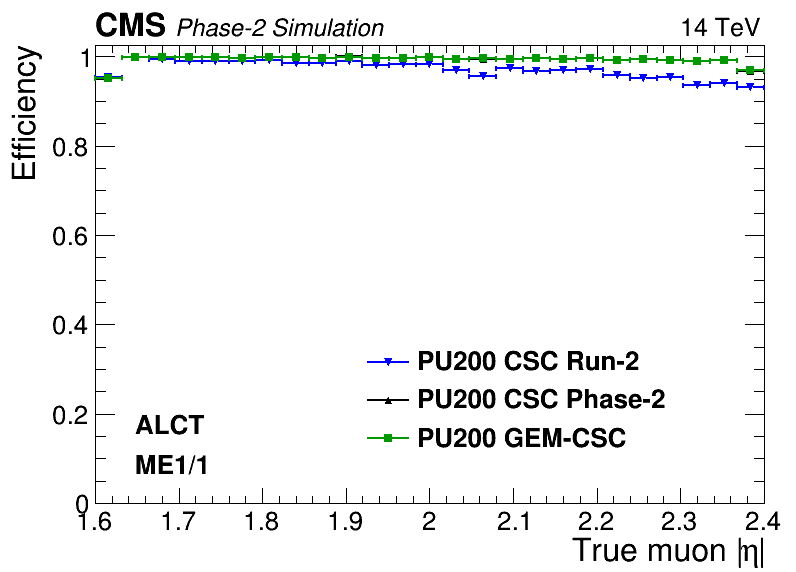 CMS Phase-2 Simulation 14 TeV
Efficiency
1
0.8
0.6
0.4
0.2
0
PU200 CSC Run-2
PU200 CSC Phase-2
PU200 GEM-CSC
ALCT
ME1/1
1.6 1.7 1.8 1.9 2 2.1 2.2 2.3 2.4
True muon |η|